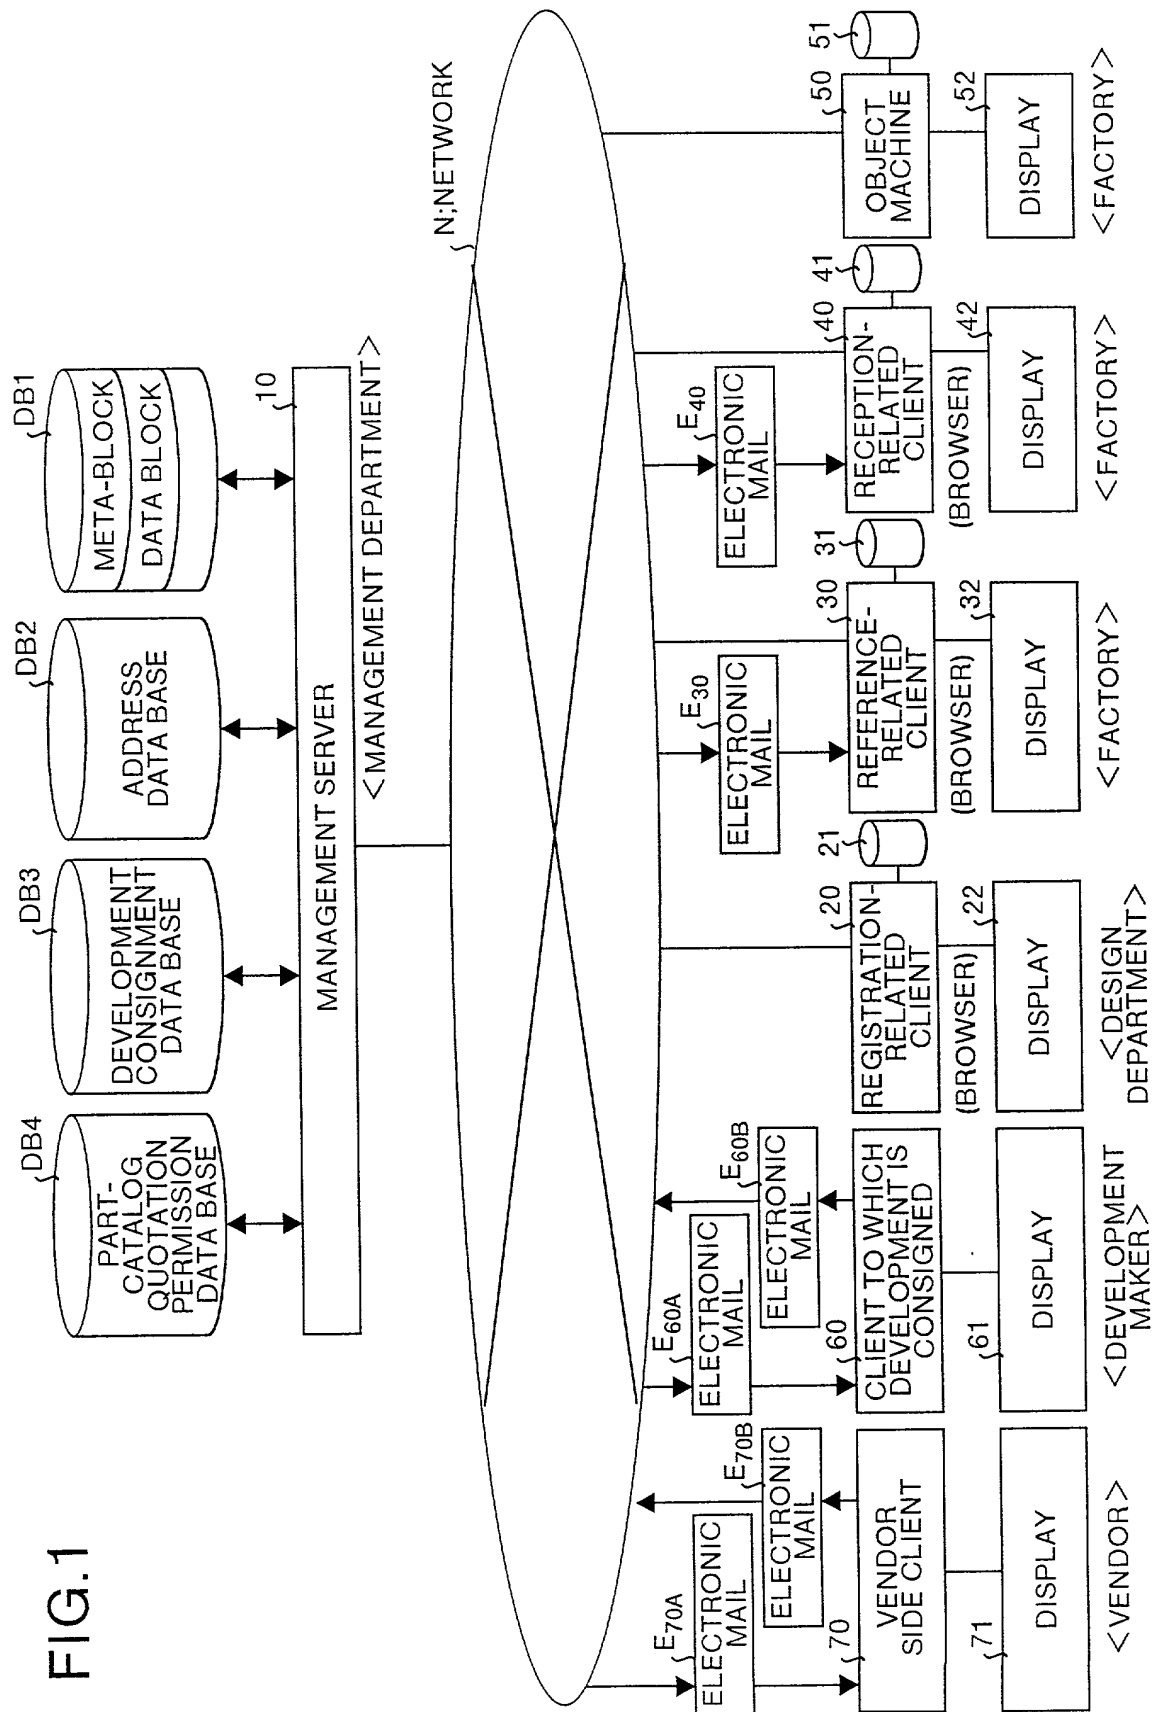 FIG.1
DB4
PART-
CATALOG
QUOTATION
PERMISSION
DATA BASE
DB3
DEVELOPMENT
CONSIGNMENT
DATA BASE
DB2
ADDRESS
DATA BASE
DB1
META-BLOCK
DATA BLOCK
MANAGEMENT SERVER
10
<MANAGEMENT DEPARTMENT>
N;NETWORK
E70A
ELECTRONIC
MAIL
E70B
ELECTRONIC
MAIL
70
VENDOR
SIDE CLIENT
71
DISPLAY
<VENDOR>
E60A
ELECTRONIC
MAIL
E60B
ELECTRONIC
MAIL
60
CLIENT TO WHICH
DEVELOPMENT IS
CONSIGNED
61
DISPLAY
<DEVELOPMENT
MAKER>
20
21
REGISTRATION-
RELATED
CLIENT
(BROWSER)
22
DISPLAY
<DESIGN
DEPARTMENT>
E30
ELECTRONIC
MAIL
30
31
REFERENCE-
RELATED
CLIENT
(BROWSER)
32
DISPLAY
<FACTORY>
E40
ELECTRONIC
MAIL
40
41
RECEPTION-
RELATED
CLIENT
(BROWSER)
42
DISPLAY
<FACTORY>
50
51
OBJECT
MACHINE
52
DISPLAY
<FACTORY>